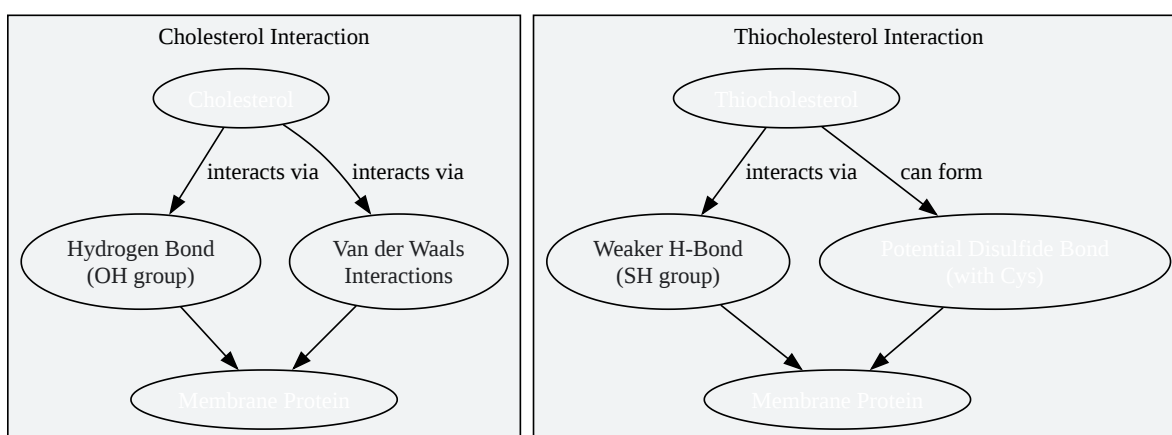 Cholesterol Interaction
Cholesterol
interacts via
interacts via
Hydrogen Bond
(OH group)
Van der Waals
Interactions
Membrane Protein
Thiocholesterol Interaction
Thiocholesterol
interacts via
can form
Weaker H-Bond
(SH group)
Potential Disulfide Bond
(with Cys)
Membrane Protein